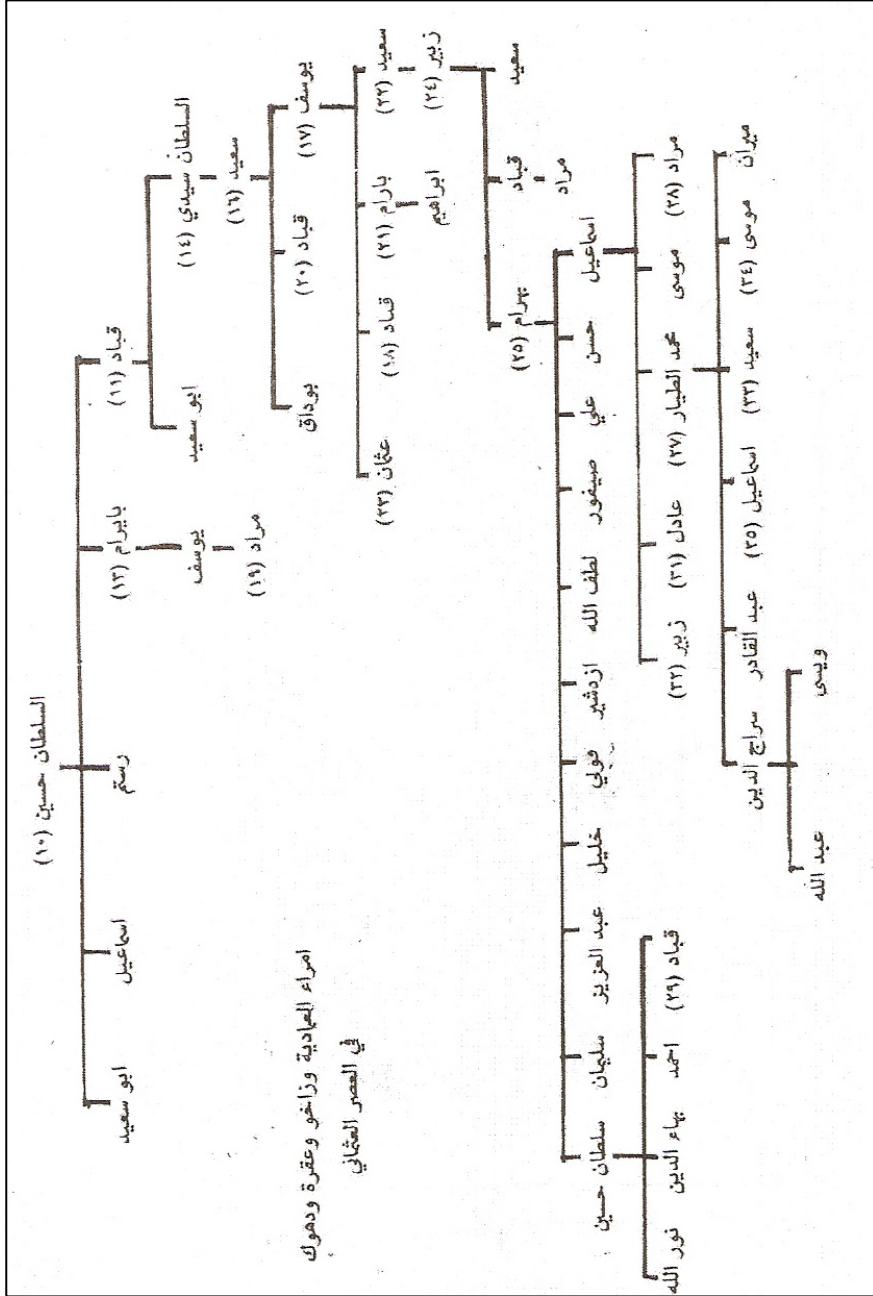 السلطان حسين (١٠)
قباد (١١) بايرام (١٣) رستم اسماعيل ابو سعيد
السلطان سيدي (١٤) ابو سعيد يوسف
سعيد (١٦) مراد (١٩)
يوسف (١٧) قباد (٢٠) بوداق
امراء العمادية وزاخو وعقرة ودهوك
في العصر العثماني
سعيد (٢٣) بارام (٢١) قباد (١٨) عثمان (٢٢)
زبير (٢٤) ابراهيم
سعيد قباد بهرام (٢٥)
مراد
اسماعيل حسن علي صيفور لطف الله ازدشير قولي خليل عبد العزيز سليمان سلطان حسين
مراد (٢٨) موسى محمد الطيار (٢٧) عادل (٣١) زبير (٣٢) قباد (٢٩) احمد بهاء الدين نور الله
ميران موسى (٣٤) سعيد (٣٣) اسماعيل (٣٥) عبد القادر سراج الدين
ويسى عبد الله